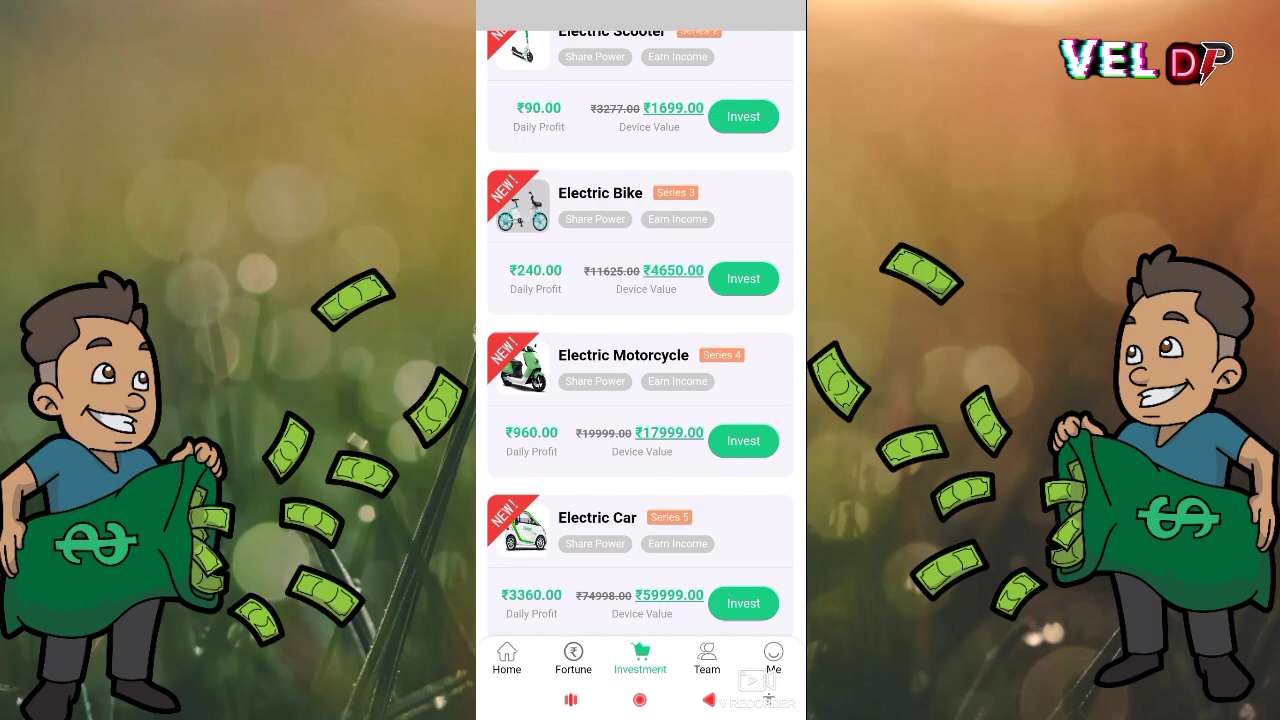 VEL DP
Electric Scooter Series 2
Share Power Earn Income
₹90.00 ₹3277.00 ₹1699.00 Invest
Daily Profit Device Value
NEW!
Electric Bike Series 3
Share Power Earn Income
₹240.00 ₹11625.00 ₹4650.00 Invest
Daily Profit Device Value
NEW!
Electric Motorcycle Series 4
Share Power Earn Income
₹960.00 ₹19999.00 ₹17999.00 Invest
Daily Profit Device Value
NEW!
Electric Car Series 5
Share Power Earn Income
₹3360.00 ₹74998.00 ₹59999.00 Invest
Daily Profit Device Value
Home Fortune Investment Team Me
V RECORDER
$
$